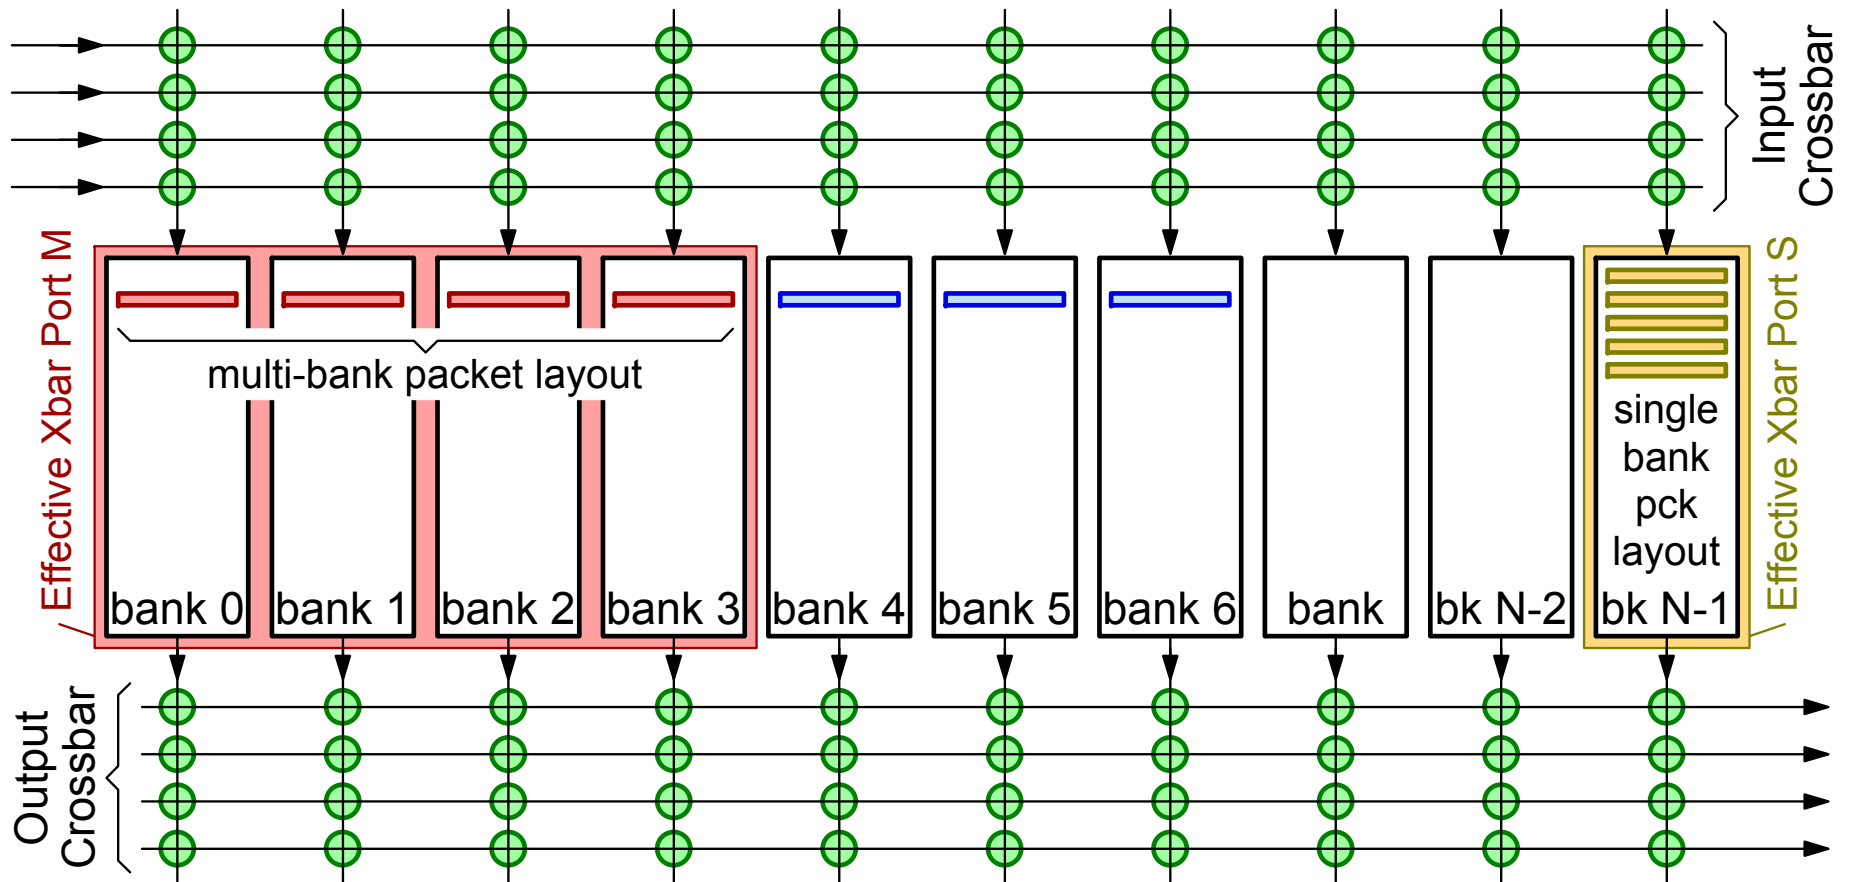 Input
Crossbar
Effective Xbar Port M
multi-bank packet layout
single
bank
pck
layout
Effective Xbar Port S
bank 0
bank 1
bank 2
bank 3
bank 4
bank 5
bank 6
bank
bk N-2
bk N-1
Output
Crossbar